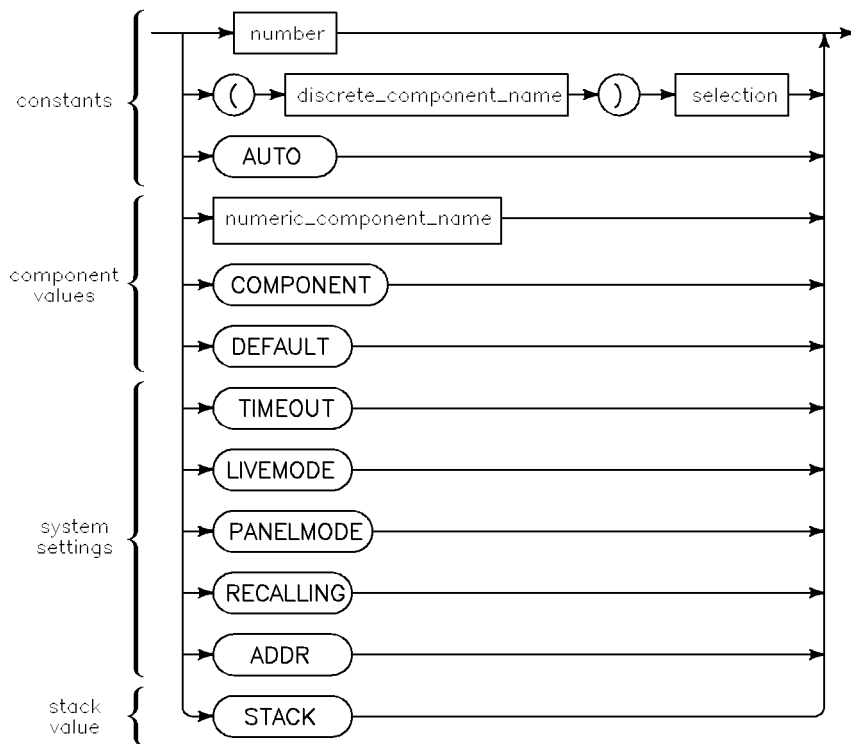 number
constants
( discrete_component_name ) selection
AUTO
numeric_component_name
component
values
COMPONENT
DEFAULT
TIMEOUT
LIVEMODE
system
settings
PANELMODE
RECALLING
ADDR
stack
value
STACK